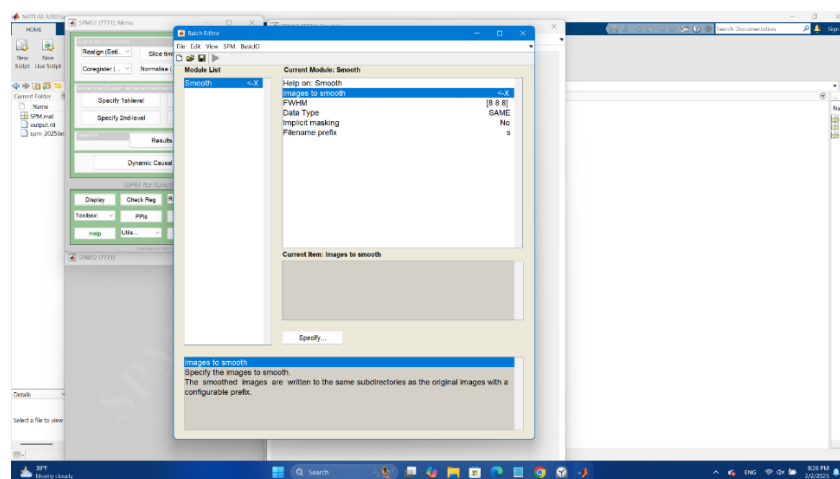 MATLAB R2025a
SPM12 (7771): Menu
HOME
Search Documentation
Sign
New
Script
New
Live Script
Realign (Esti...
Slice tim
Coregister (...
Normalise (
Specify 1st-level
Specify 2nd-level
Results
Dynamic Causal
SPM for functi
Display
Check Reg
R
Toolbox:
PPIs
Help
Utils...
SPM12 (7771)
Current Folder
Name
SPM.mat
output.nii
Details
Select a file to view
Batch Editor
File Edit View SPM BasicIO
Module List
Smooth <-X
Current Module: Smooth
Help on: Smooth
Images to smooth <-X
FWHM [8 8 8]
Data Type SAME
Implicit masking No
Filename prefix s
Current Item: Images to smooth
Specify...
Images to smooth
Specify the images to smooth.
The smoothed images are written to the same subdirectories as the original images with a
configurable prefix.
Na
39°F
Mostly cloudy
Search
ENG
8:26 PM
2/2/2025